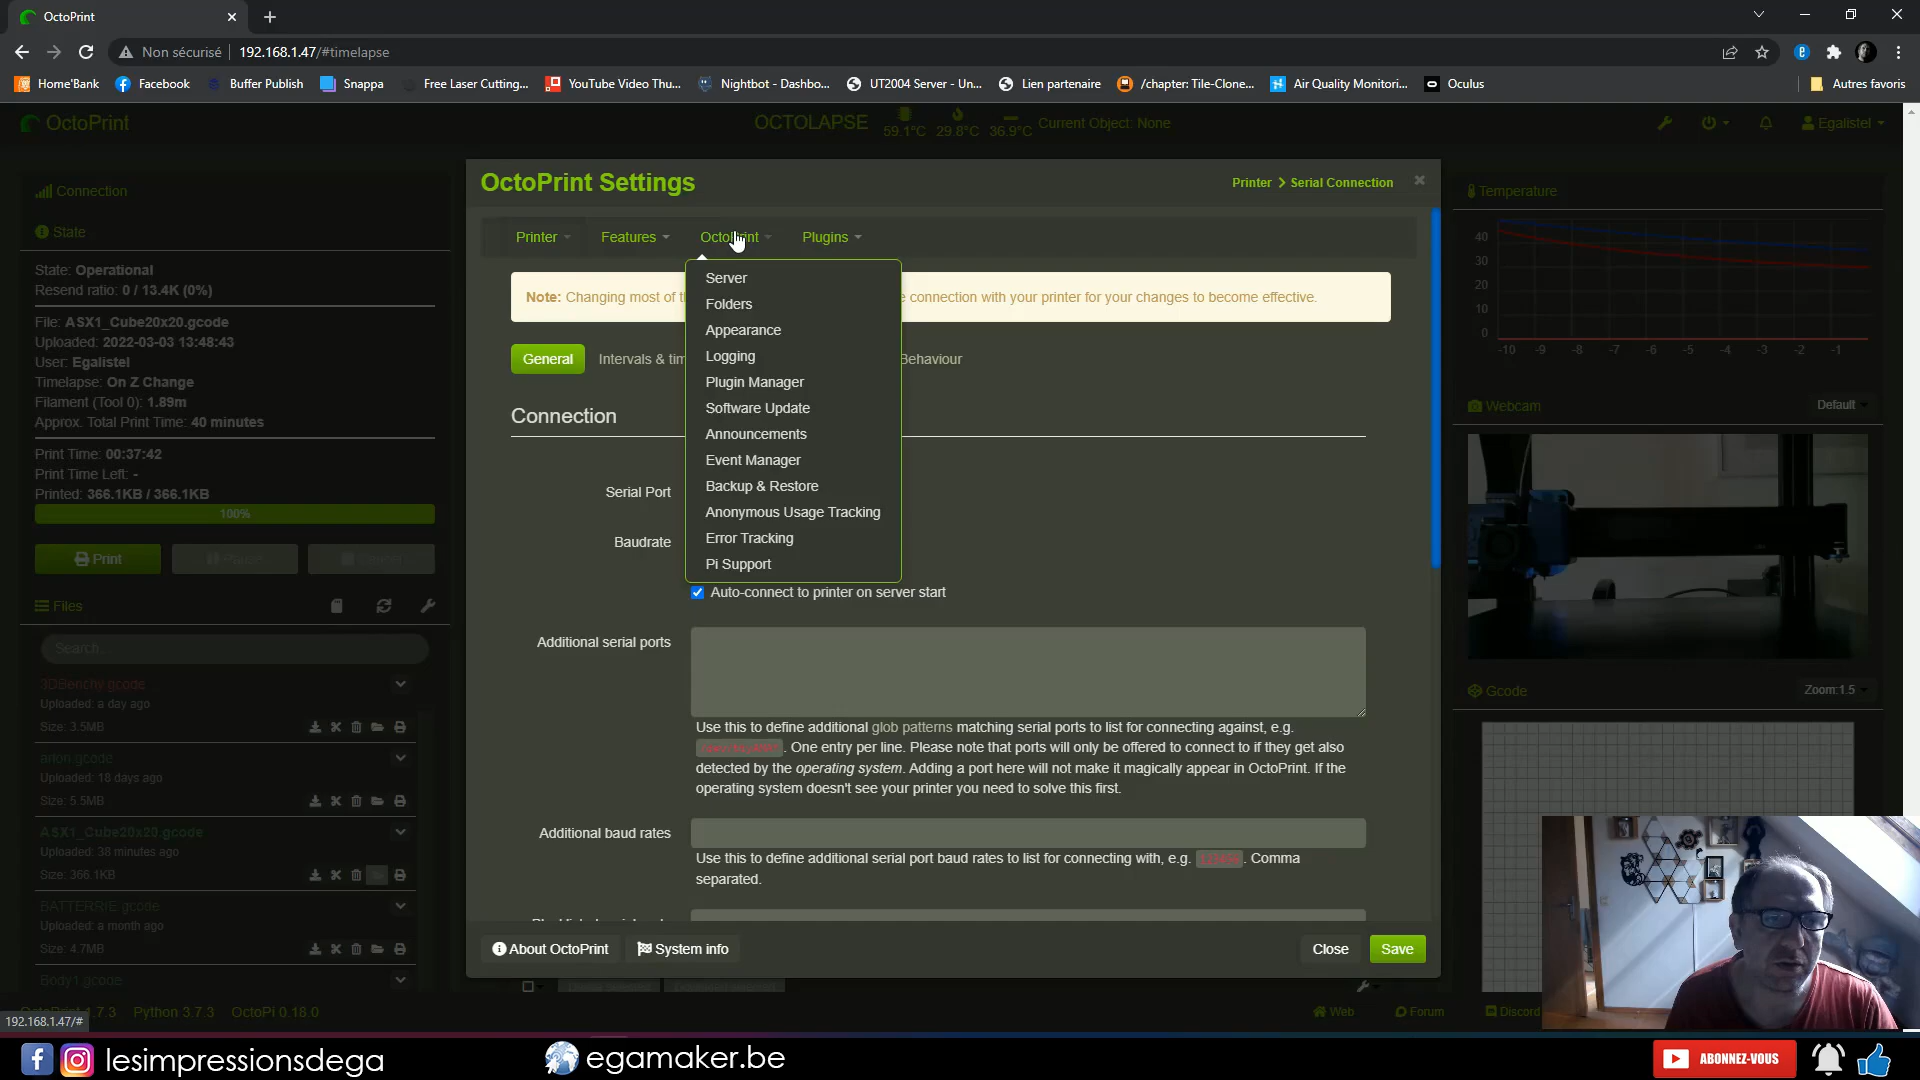 OctoPrint
Non sécurisé
192.168.1.47/#timelapse
Home'Bank
Facebook
Buffer Publish
Snappa
Free Laser Cutting...
YouTube Video Thu...
Nightbot - Dashbo...
UT2004 Server - Un...
Lien partenaire
/chapter: Tile-Clone...
Air Quality Monitori...
Oculus
Autres favoris
OctoPrint
OCTOLAPSE
59.1°C
29.8°C
36.9°C
Current Object: None
Egalistel
Connection
State
State: Operational
Resend ratio: 0 / 13.4K (0%)
File: ASX1_Cube20x20.gcode
Uploaded: 2022-03-03 13:48:43
User: Egalistel
Timelapse: On Z Change
Filament (Tool 0): 1.89m
Approx. Total Print Time: 40 minutes
Print Time: 00:37:42
Print Time Left: -
Printed: 366.1KB / 366.1KB
100%
Print
Files
Search...
3DBenchy.gcode
Uploaded: a day ago
Size: 3.5MB
arion.gcode
Uploaded: 18 days ago
Size: 5.5MB
ASX1_Cube20x20.gcode
Uploaded: 38 minutes ago
Size: 366.1KB
BATTERRIE.gcode
Uploaded: a month ago
Size: 4.7MB
Body1.gcode
OctoPrint Settings
Printer > Serial Connection
Printer
Features
OctoPrint
Plugins
Server
Folders
Appearance
Logging
Plugin Manager
Software Update
Announcements
Event Manager
Backup & Restore
Anonymous Usage Tracking
Error Tracking
Pi Support
Note: Changing most of t
connection with your printer for your changes to become effective.
General
Intervals & tim
Behaviour
Connection
Serial Port
Baudrate
Auto-connect to printer on server start
Additional serial ports
Use this to define additional glob patterns matching serial ports to list for connecting against, e.g.
. One entry per line. Please note that ports will only be offered to connect to if they get also
detected by the operating system. Adding a port here will not make it magically appear in OctoPrint. If the
operating system doesn't see your printer you need to solve this first.
Additional baud rates
Use this to define additional serial port baud rates to list for connecting with, e.g.
. Comma
separated.
About OctoPrint
System info
Close
Save
Temperature
40
30
20
10
0
-10
-9
-8
-7
-6
-5
-4
-3
-2
-1
Webcam
Default
Gcode
Zoom:1.5
1.7.3
Python 3.7.3
OctoPi 0.18.0
Web
Forum
Discord
192.168.1.47/#
lesimpressionsdega
egamaker.be
ABONNEZ-VOUS